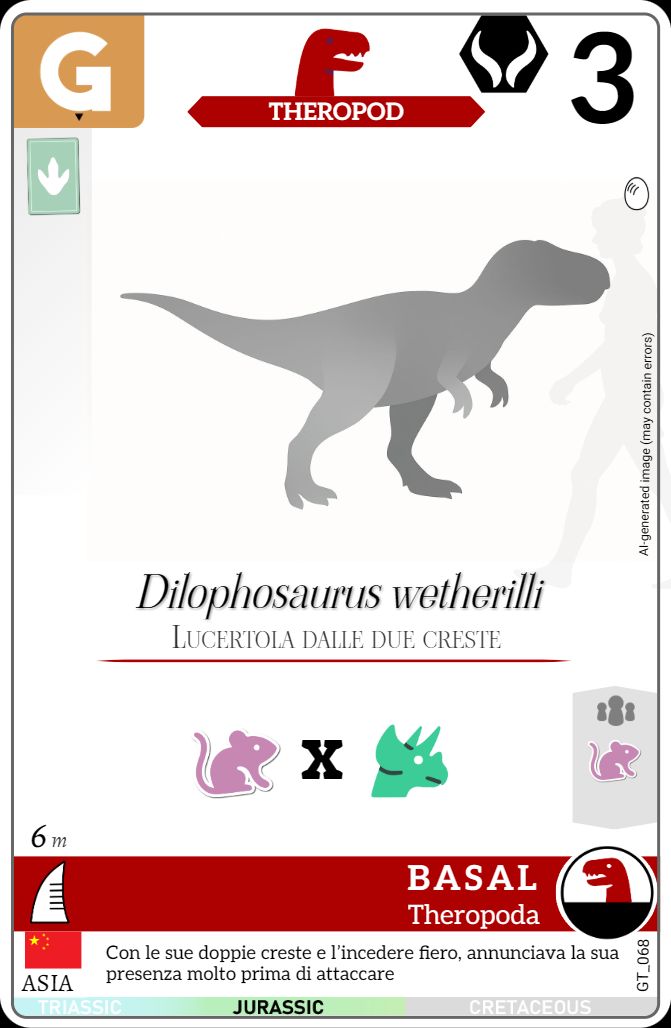 G
THEROPOD
3
AI-generated image (may contain errors)
Dilophosaurus wetherilli
LUCERTOLA DALLE DUE CRESTE
x
6 m
BASAL
Theropoda
ASIA
Con le sue doppie creste e l'incedere fiero, annunciava la sua
presenza molto prima di attaccare
GT_068
TRIASSIC JURASSIC CRETACEOUS